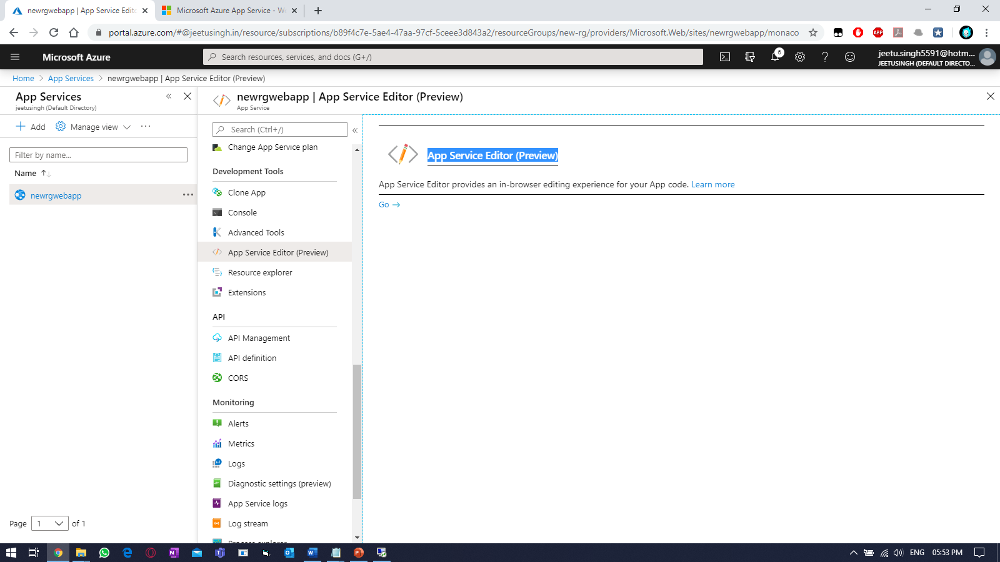 newrgwebapp | App Service Edito
Microsoft Azure App Service - We
portal.azure.com/#@jeetusingh.in/resource/subscriptions/b89f4c7e-5ae4-47aa-97cf-5ceee3d843a2/resourceGroups/new-rg/providers/Microsoft.Web/sites/newrgwebapp/monaco
ABP
Microsoft Azure
Search resources, services, and docs (G+/)
6
jeetu.singh5591@hotm...
JEETUSINGH (DEFAULT DIRECTO...
Home > App Services > newrgwebapp | App Service Editor (Preview)
App Services
jeetusingh (Default Directory)
Add
Manage view
Filter by name...
Name
newrgwebapp
Page 1 of 1
newrgwebapp | App Service Editor (Preview)
App Service
Search (Ctrl+/)
Change App Service plan
Development Tools
Clone App
Console
Advanced Tools
App Service Editor (Preview)
Resource explorer
Extensions
API
API Management
API definition
CORS
Monitoring
Alerts
Metrics
Logs
Diagnostic settings (preview)
App Service logs
Log stream
Process explorer
App Service Editor (Preview)
App Service Editor provides an in-browser editing experience for your App code. Learn more
Go →
ENG
05:53 PM